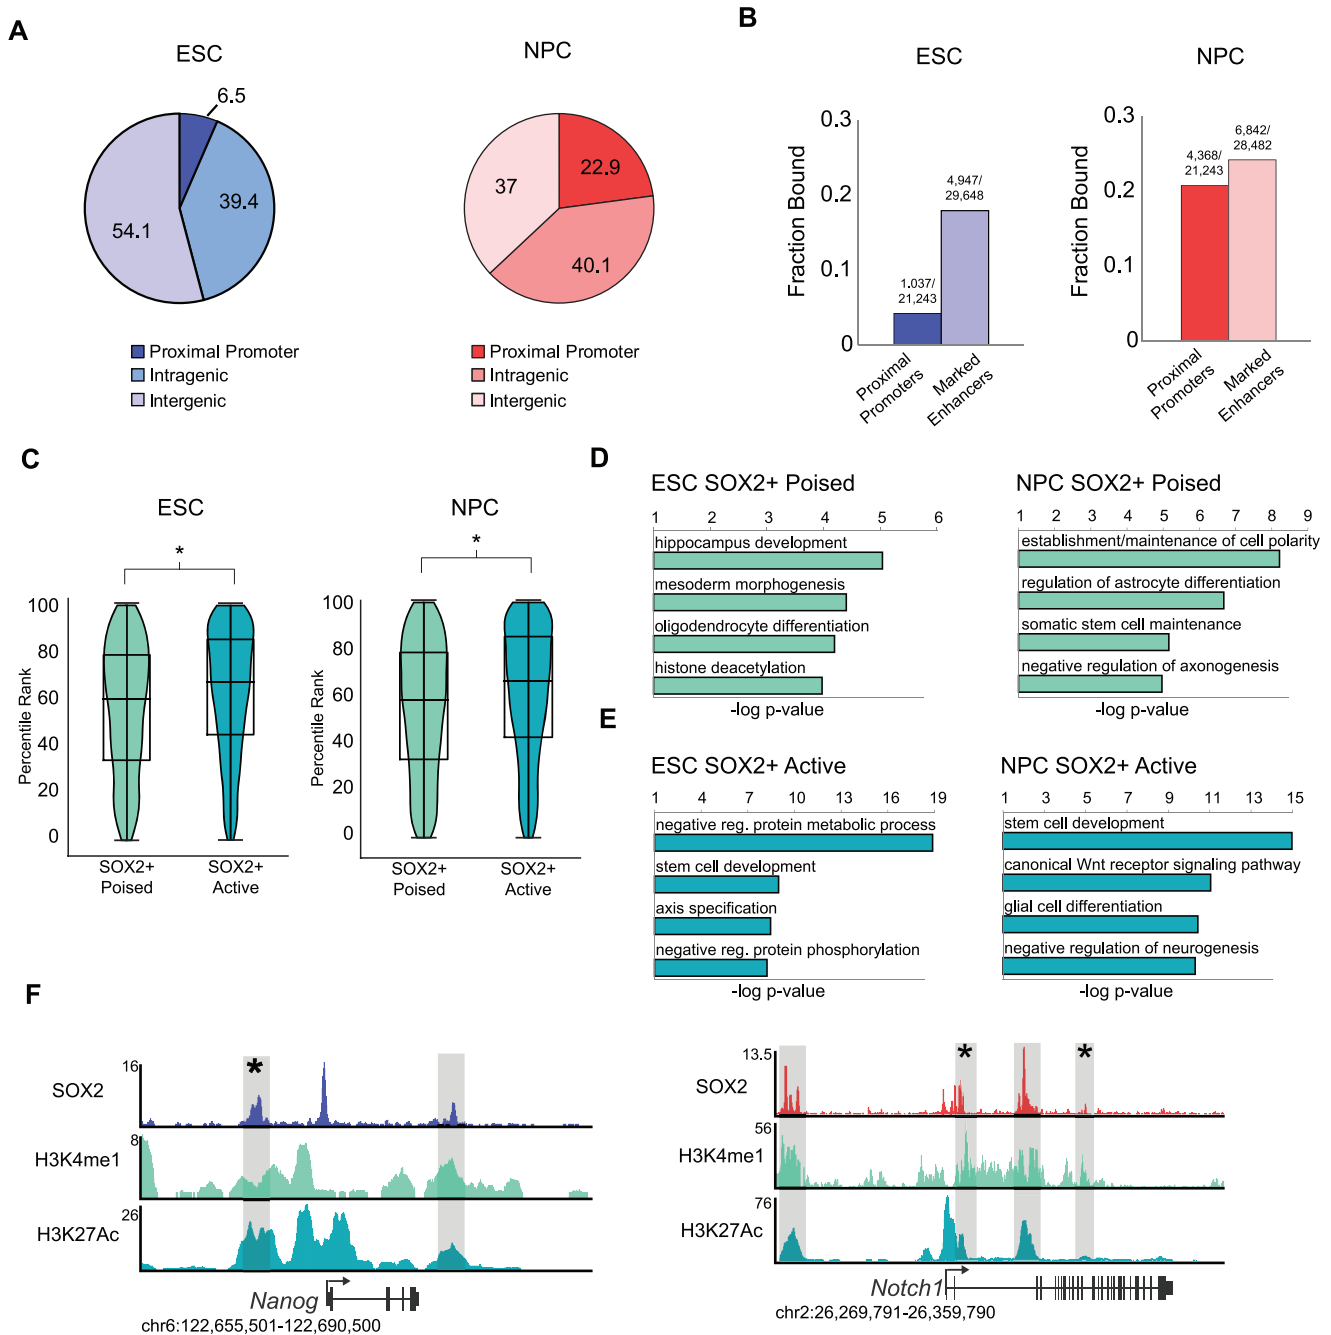 A
ESC
6.5
39.4
54.1
Proximal Promoter
Intragenic
Intergenic
NPC
22.9
37
40.1
Proximal Promoter
Intragenic
Intergenic
B
ESC
Fraction Bound
0.3
0.2
0.1
0
1.037/
21,243
4,947/
29,648
Proximal
Promoters
Marked
Enhancers
NPC
Fraction Bound
0.3
0.2
0.1
0
4,368/
21,243
6,842/
28,482
Proximal
Promoters
Marked
Enhancers
C
ESC
*
Percentile Rank
100
80
60
40
20
0
SOX2+
Poised
SOX2+
Active
NPC
*
Percentile Rank
100
80
60
40
20
0
SOX2+
Poised
SOX2+
Active
D
ESC SOX2+ Poised
1 2 3 4 5 6
hippocampus development
mesoderm morphogenesis
oligodendrocyte differentiation
histone deacetylation
-log p-value
NPC SOX2+ Poised
1 2 3 4 5 6 7 8 9
establishment/maintenance of cell polarity
regulation of astrocyte differentiation
somatic stem cell maintenance
negative regulation of axonogenesis
-log p-value
E
ESC SOX2+ Active
1 4 7 10 13 16 19
negative reg. protein metabolic process
stem cell development
axis specification
negative reg. protein phosphorylation
-log p-value
NPC SOX2+ Active
1 3 5 7 9 11 13 15
stem cell development
canonical Wnt receptor signaling pathway
glial cell differentiation
negative regulation of neurogenesis
-log p-value
F
*
16
SOX2
8
H3K4me1
26
H3K27Ac
Nanog
chr6:122,655,501-122,690,500
* *
13.5
SOX2
56
H3K4me1
76
H3K27Ac
Notch1
chr2:26,269,791-26,359,790